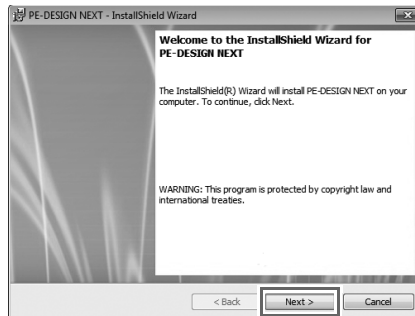 PE-DESIGN NEXT - InstallShield Wizard
Welcome to the InstallShield Wizard for
PE-DESIGN NEXT
The InstallShield(R) Wizard will install PE-DESIGN NEXT on your
computer. To continue, click Next.
WARNING: This program is protected by copyright law and
international treaties.
< Back
Next >
Cancel